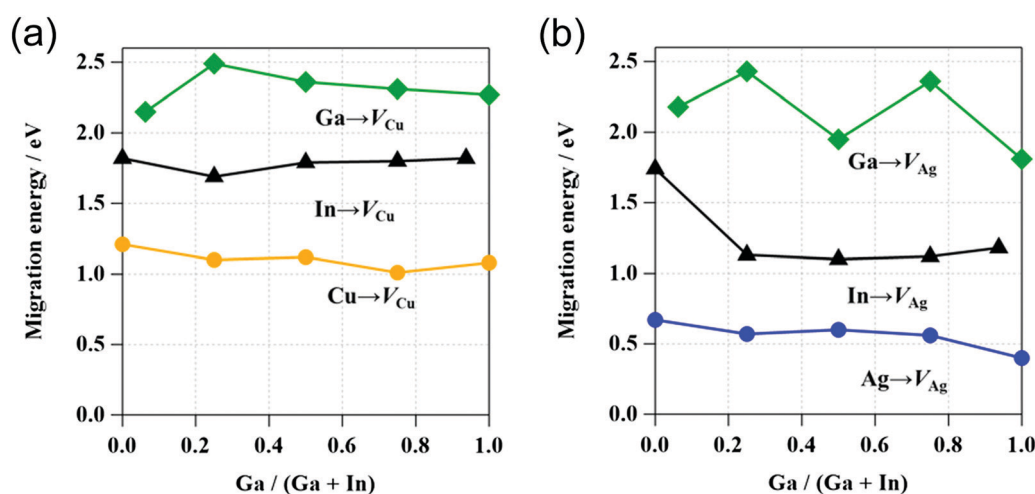 (a)
Migration energy / eV
2.5
2.0
1.5
1.0
0.5
0.0
Ga→VCu
In→VCu
Cu→VCu
0.0 0.2 0.4 0.6 0.8 1.0
Ga / (Ga + In)
(b)
Migration energy / eV
2.5
2.0
1.5
1.0
0.5
0.0
Ga→VAg
In→VAg
Ag→VAg
0.0 0.2 0.4 0.6 0.8 1.0
Ga / (Ga + In)